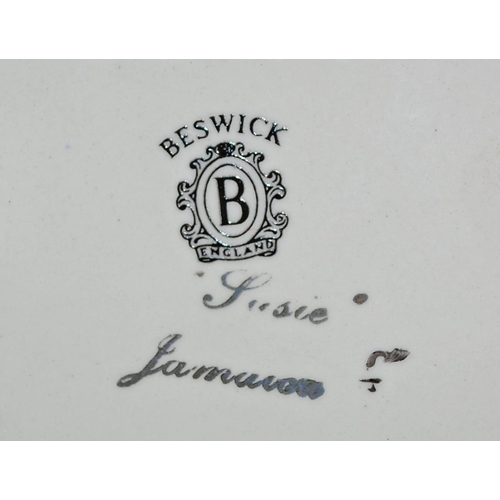 BESWICK
B
ENGLAND
"Susie"
Jamaica